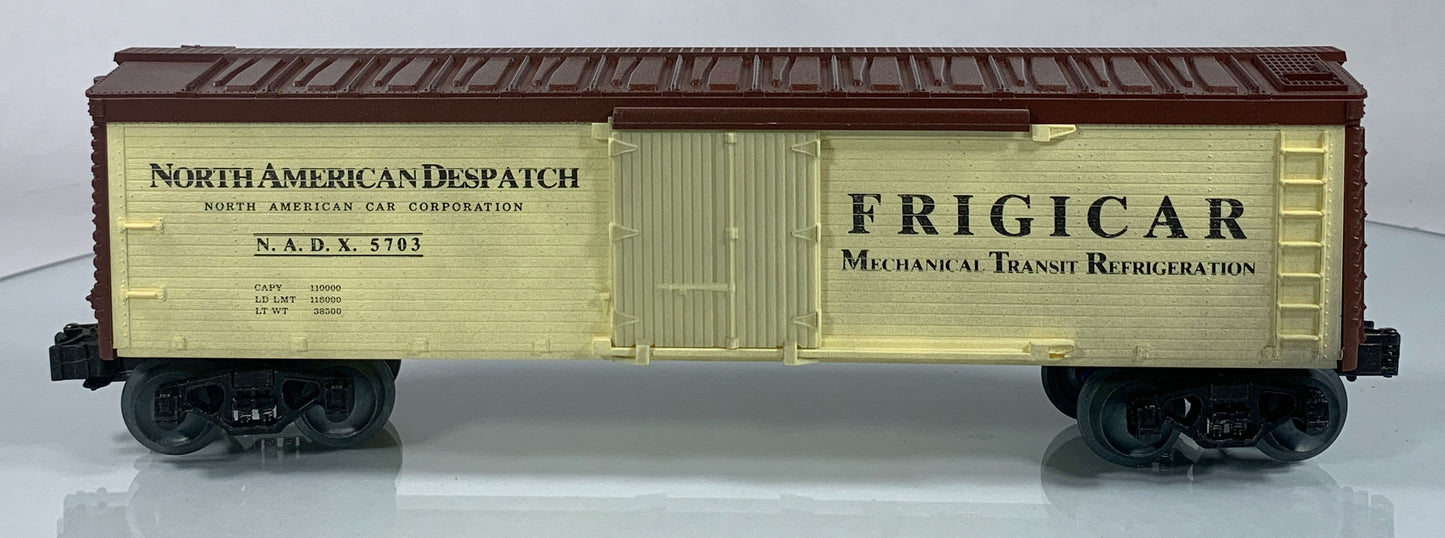 NORTH AMERICAN DESPATCH
NORTH AMERICAN CAR CORPORATION
N. A. D. X. 5703
CAPY 110000
LD LMT 118000
LT WT 38500
FRIGICAR
MECHANICAL TRANSIT REFRIGERATION